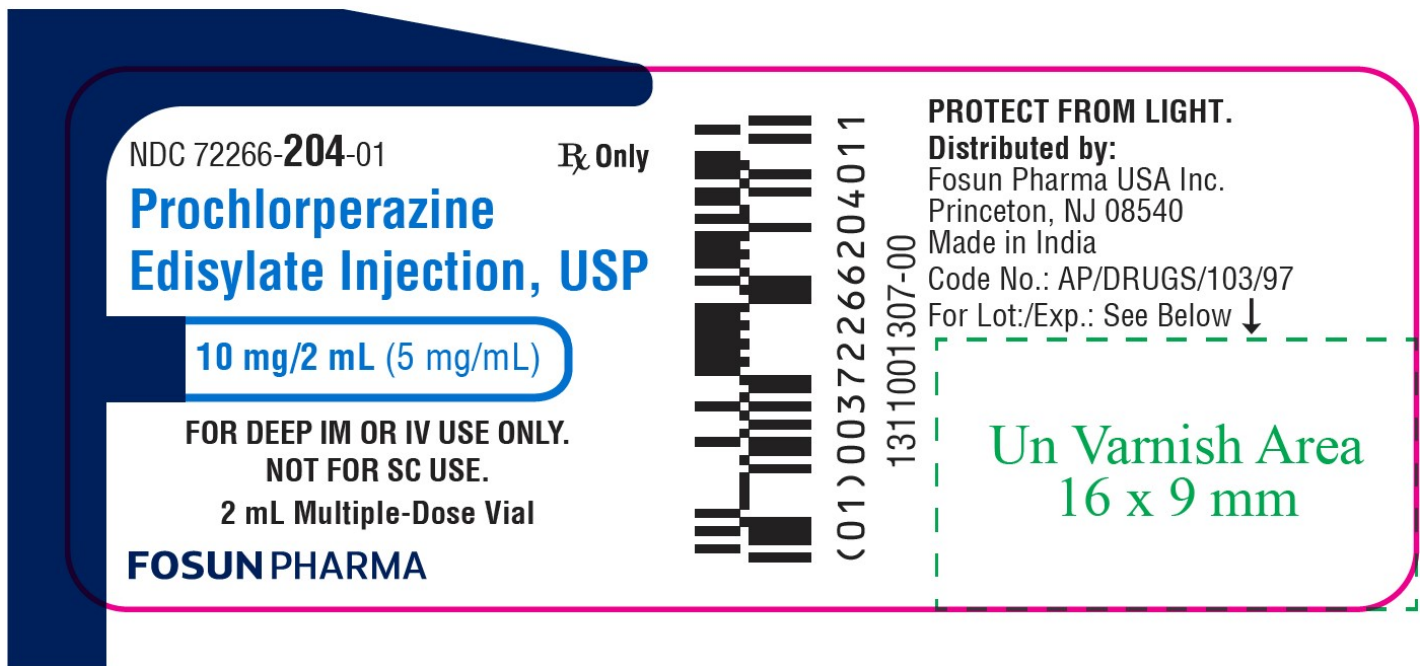 NDC 72266-204-01 Rx Only
Prochlorperazine
Edisylate Injection, USP
10 mg/2 mL (5 mg/mL)
FOR DEEP IM OR IV USE ONLY.
NOT FOR SC USE.
2 mL Multiple-Dose Vial
FOSUN PHARMA
(01)00372266204011
1311001307-00
PROTECT FROM LIGHT.
Distributed by:
Fosun Pharma USA Inc.
Princeton, NJ 08540
Made in India
Code No.: AP/DRUGS/103/97
For Lot:/Exp.: See Below ↓
Un Varnish Area
16 x 9 mm